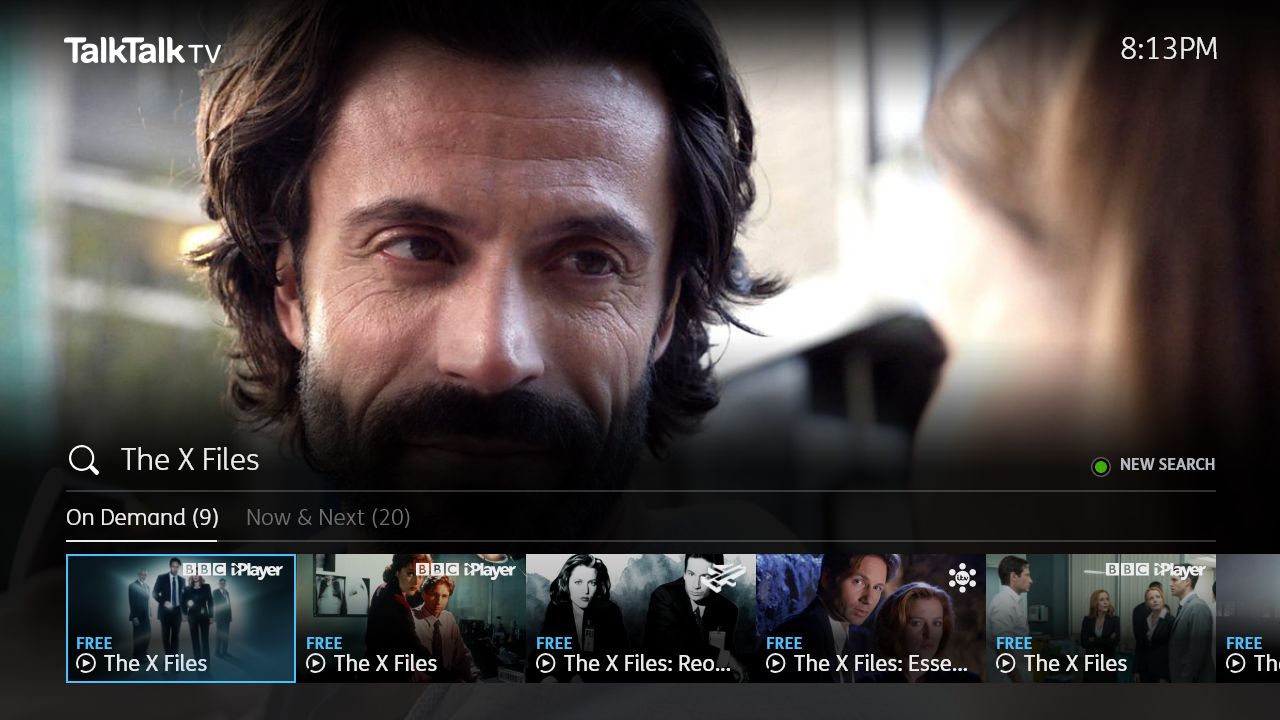 TalkTalk TV
8:13PM
The X Files
NEW SEARCH
On Demand (9)
Now & Next (20)
BBC iPlayer
FREE
The X Files
BBC iPlayer
FREE
The X Files
FREE
The X Files: Reo...
itv
FREE
The X Files: Esse...
BBC iPlayer
FREE
The X Files
FREE